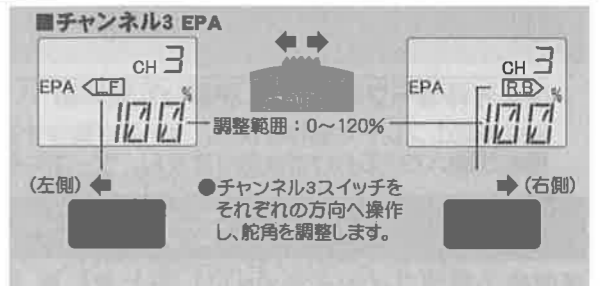 ■チャンネル3 EPA
CH 3
EPA L.F
100%
調整範囲：0～120%
CH 3
EPA R.B
100%
(左側)
●チャンネル3スイッチを
それぞれの方向へ操作
し、舵角を調整します。
(右側)